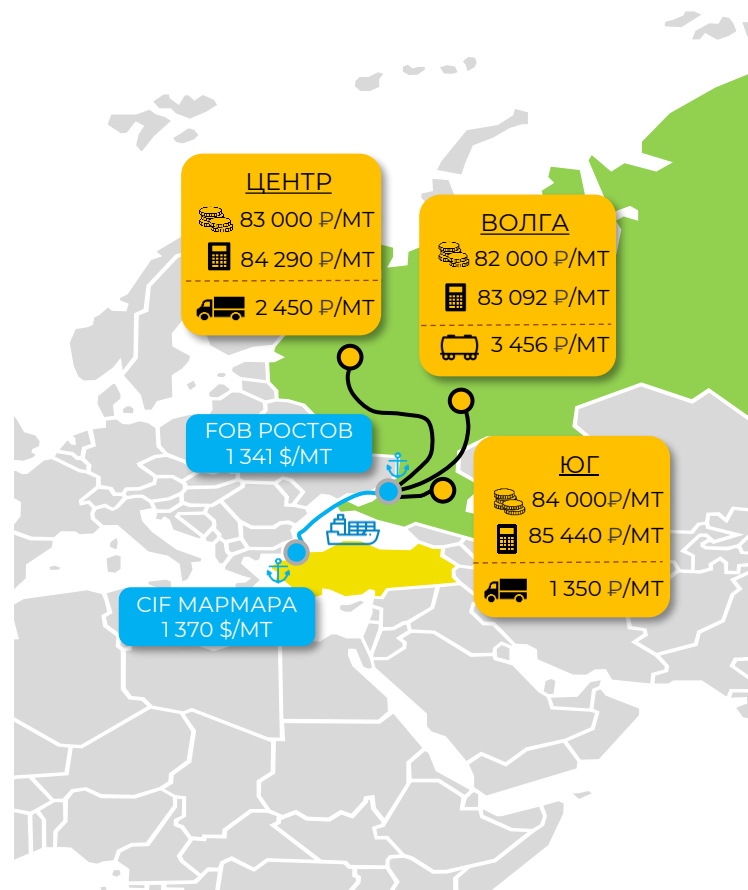 ЦЕНТР
83 000 ₽/МТ
84 290 ₽/МТ
2 450 ₽/МТ
ВОЛГА
82 000 ₽/МТ
83 092 ₽/МТ
3 456 ₽/МТ
FOB РОСТОВ
1 341 $/МТ
ЮГ
84 000₽/МТ
85 440 ₽/МТ
1 350 ₽/МТ
CIF МАРМАРА
1 370 $/МТ